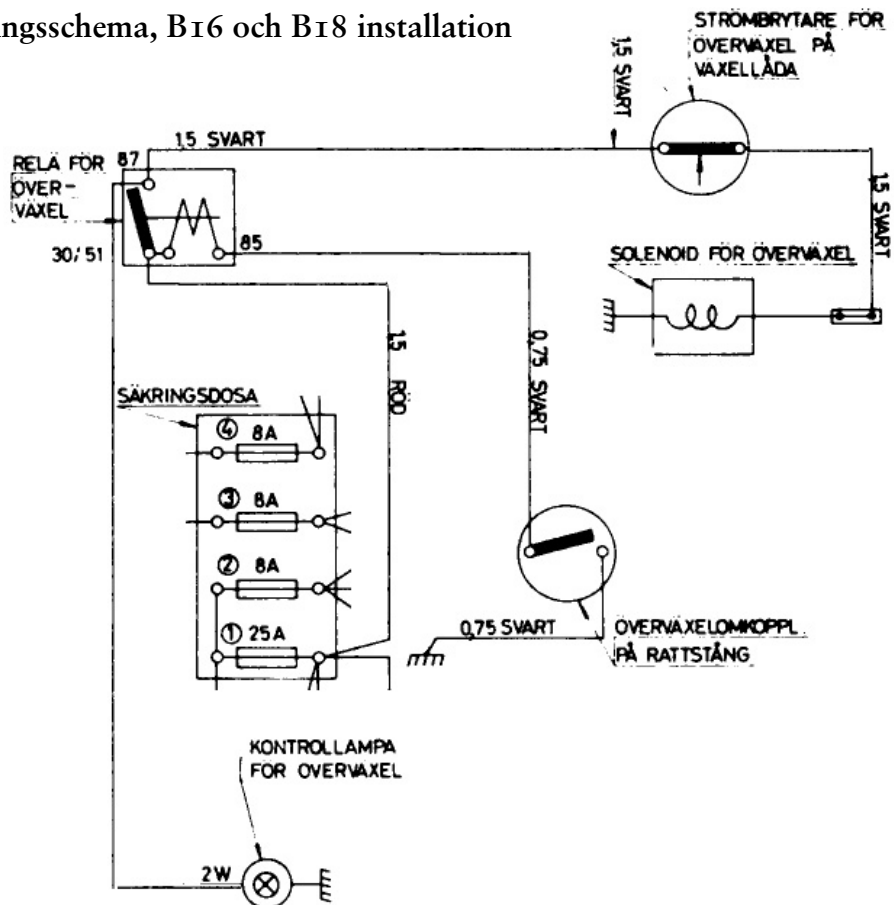 ngsschema, B16 och B18 installation
STRÖMBRYTARE FÖR
ÖVERVÄXEL PÅ
VÄXELLÅDA
1,5 SVART
1,5 SVART
87
RELÄ FÖR
ÖVER-
VÄXEL
30/51
85
1,5 SVART
SOLENOID FÖR ÖVERVÄXEL
1,5 RÖD
0,75 SVART
SÄKRINGSDOSA
4 8A
3 8A
2 8A
1 25A
0,75 SVART
ÖVERVÄXELOMKOPPL
PÅ RATTSTÅNG
KONTROLLAMPA
FÖR ÖVERVÄXEL
2W